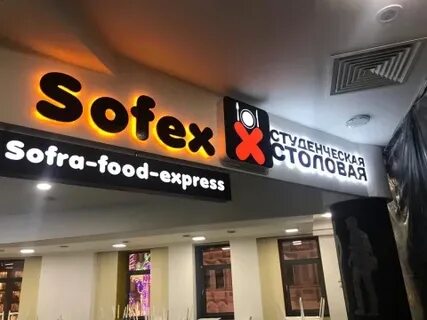 Sofex
Sofra-food-express
X
СТУДЕНЧЕСКАЯ
СТОЛОВАЯ